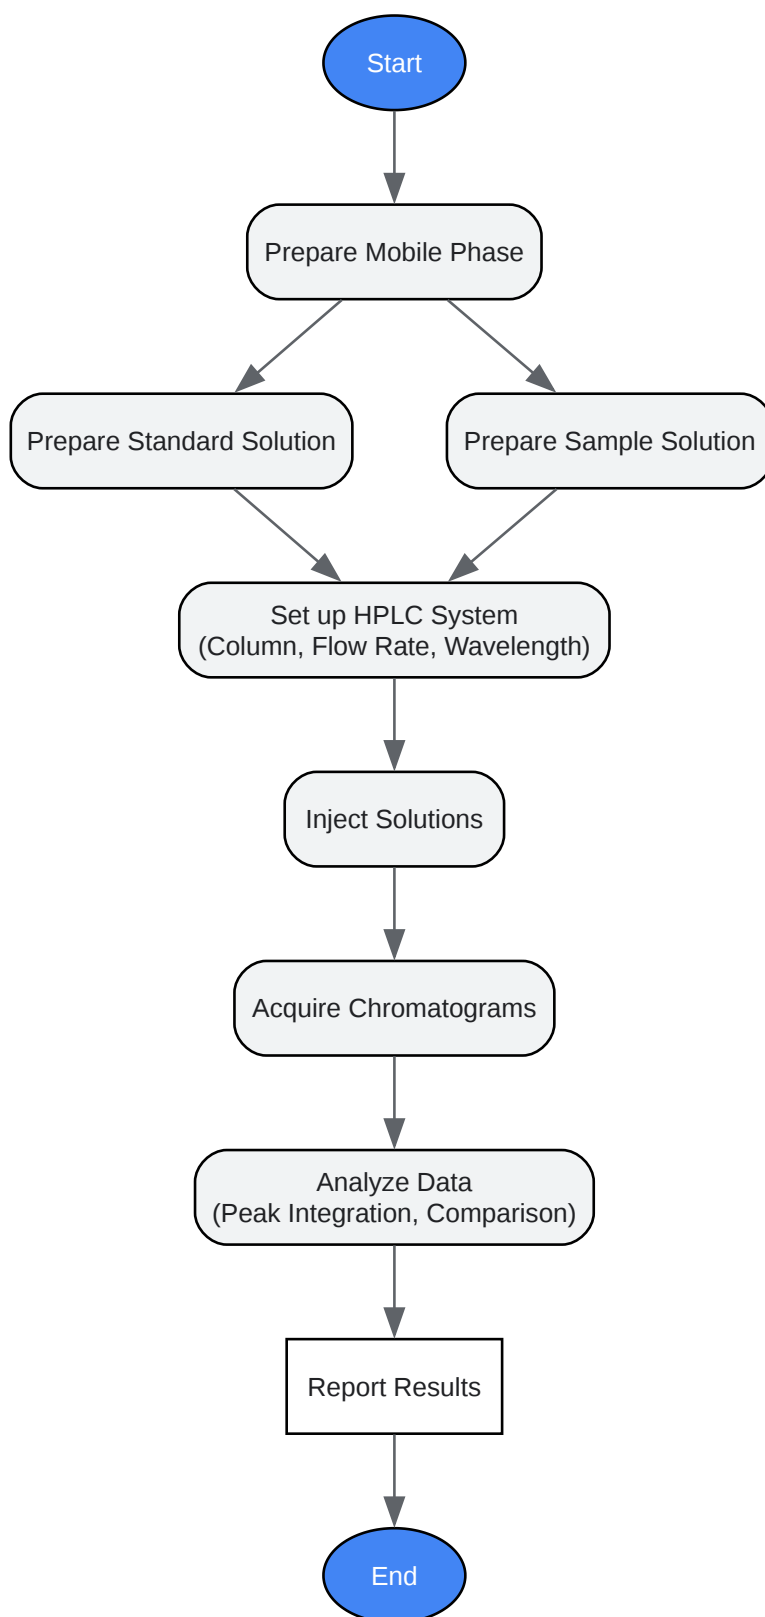 Start
Prepare Mobile Phase
Prepare Standard Solution
Prepare Sample Solution
Set up HPLC System
(Column, Flow Rate, Wavelength)
Inject Solutions
Acquire Chromatograms
Analyze Data
(Peak Integration, Comparison)
Report Results
End